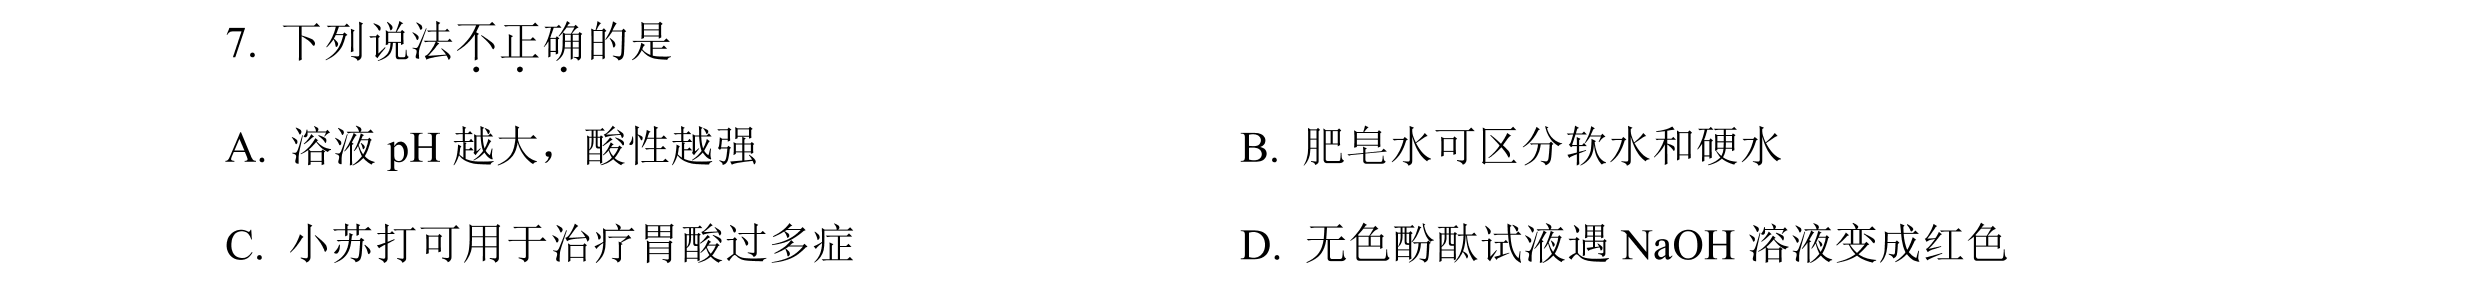 7. 下列说法不正确的是
A. 溶液 pH 越大，酸性越强 B. 肥皂水可区分软水和硬水
C. 小苏打可用于治疗胃酸过多症 D. 无色酚酞试液遇 NaOH 溶液变成红色